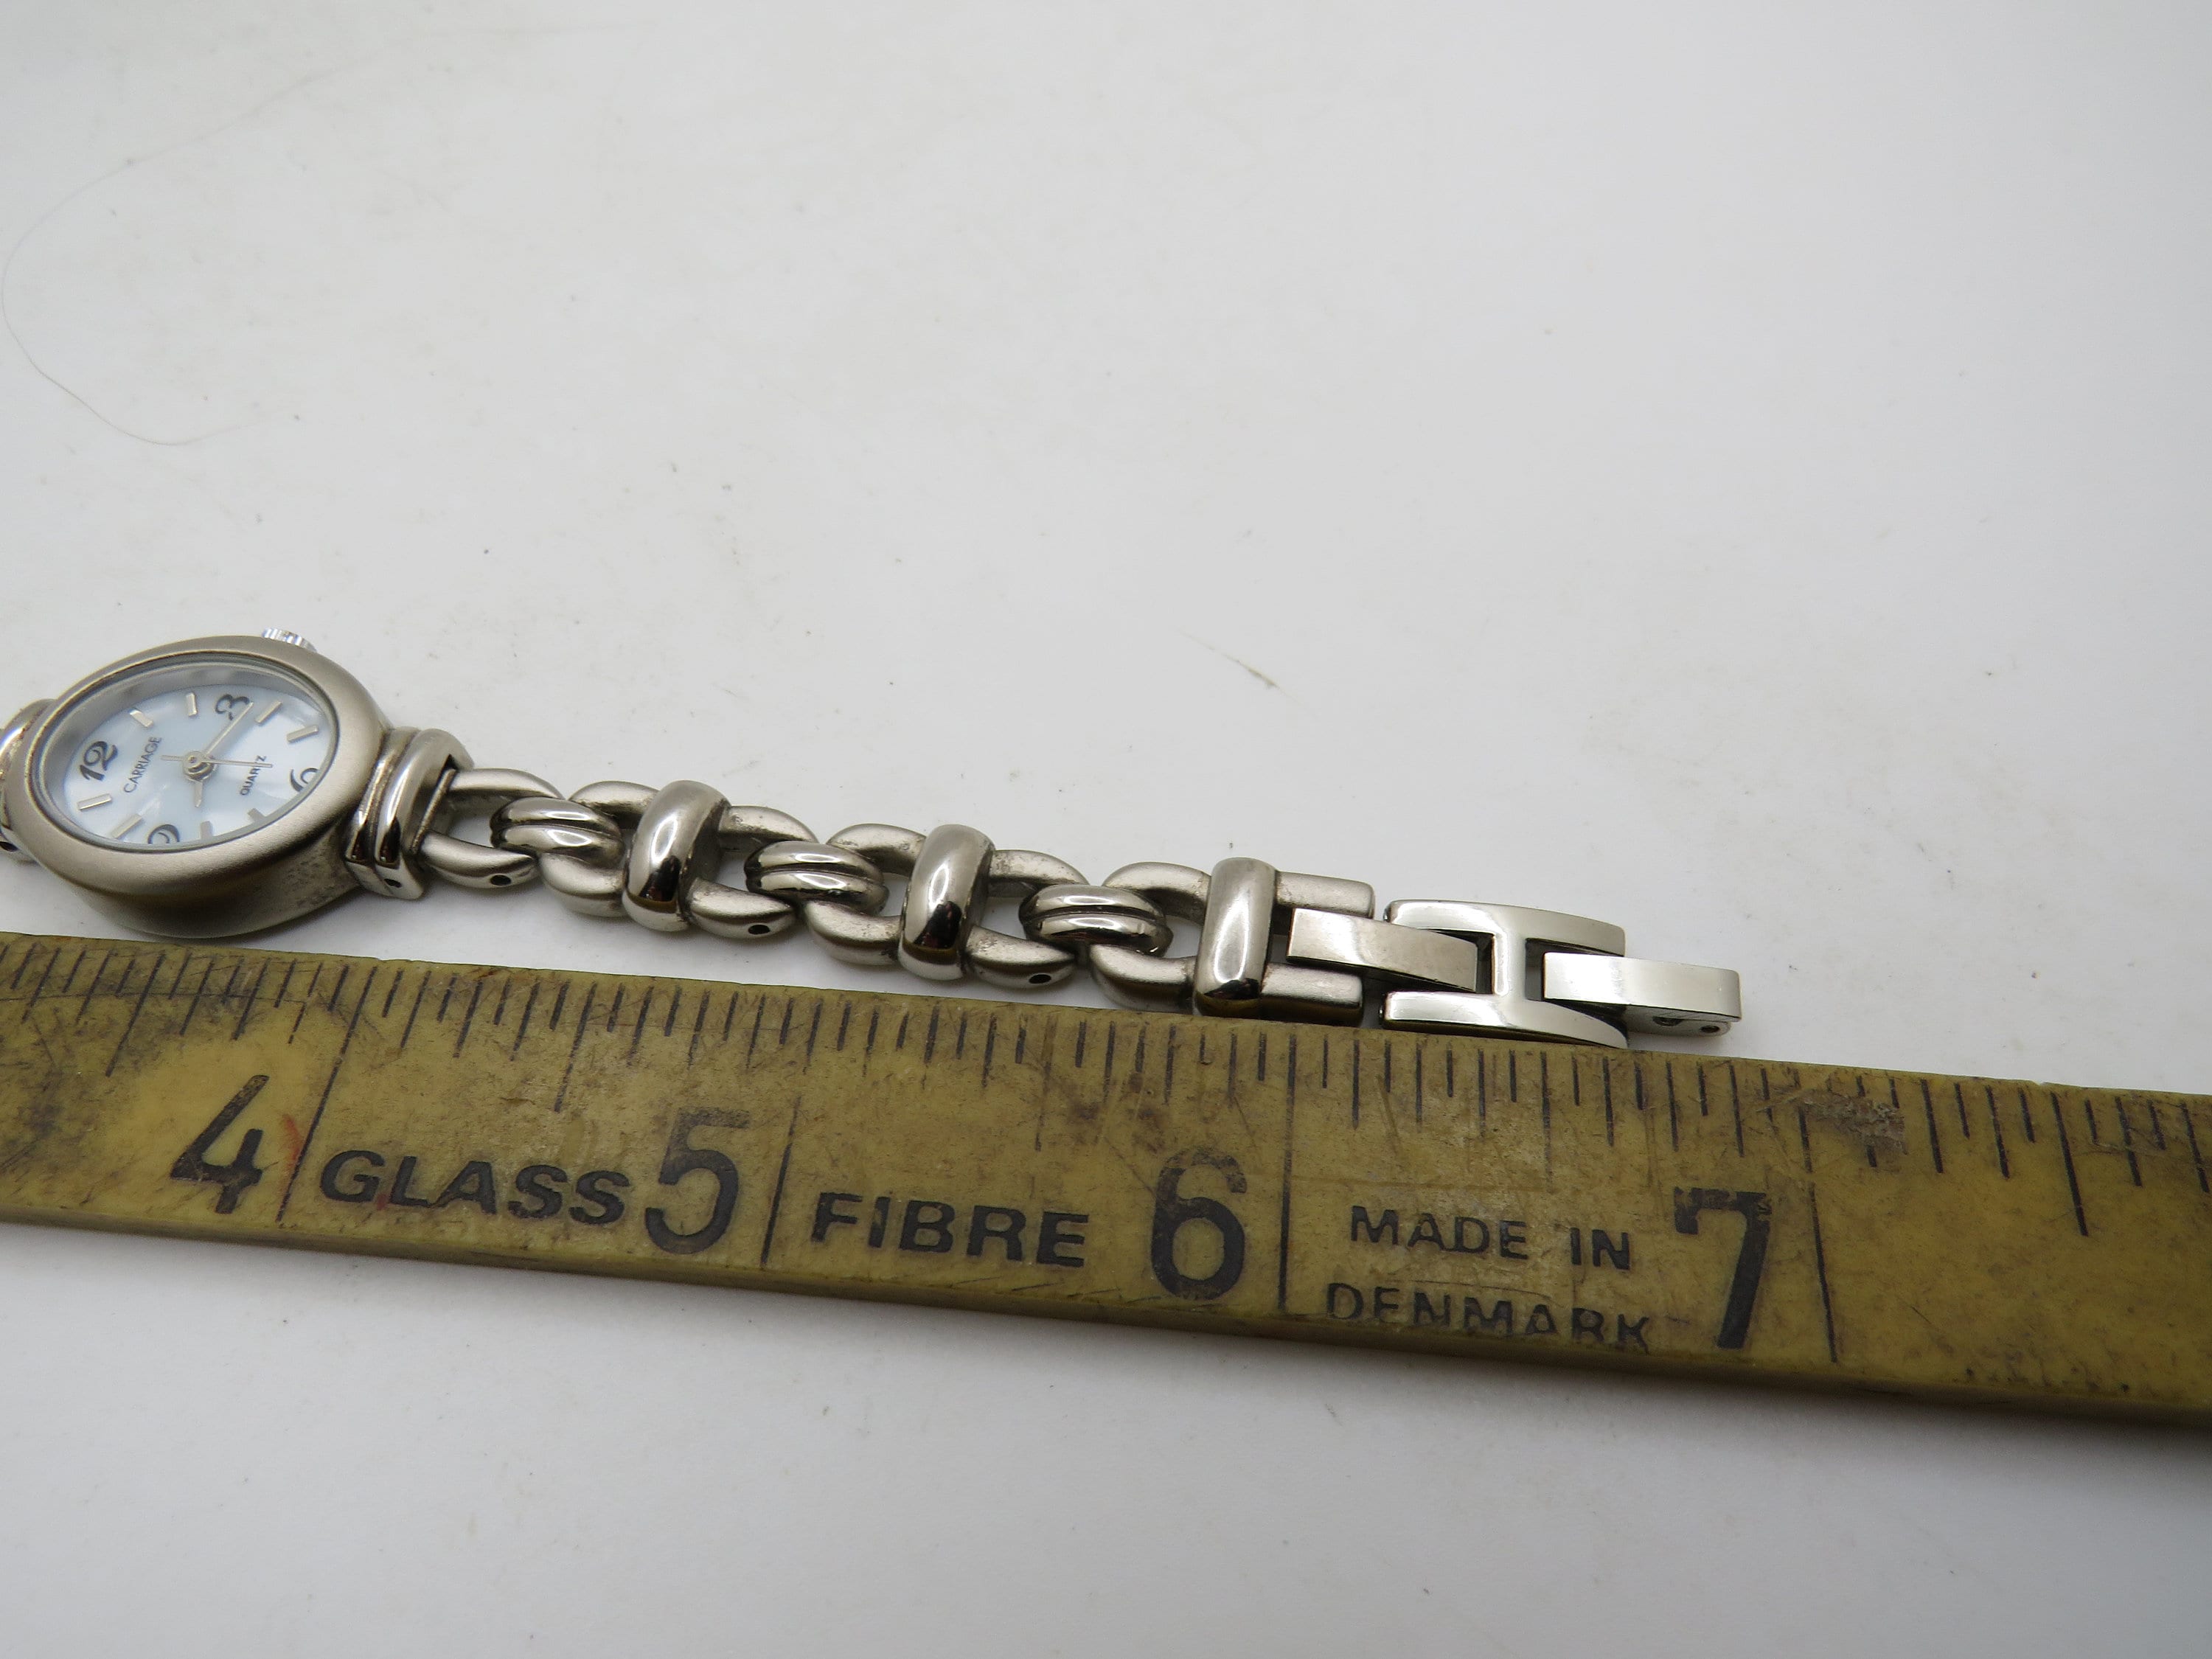 12
3
CARRIAGE
QUARTZ
6
9
4 GLASS 5 FIBRE 6 MADE IN 7
DENMARK